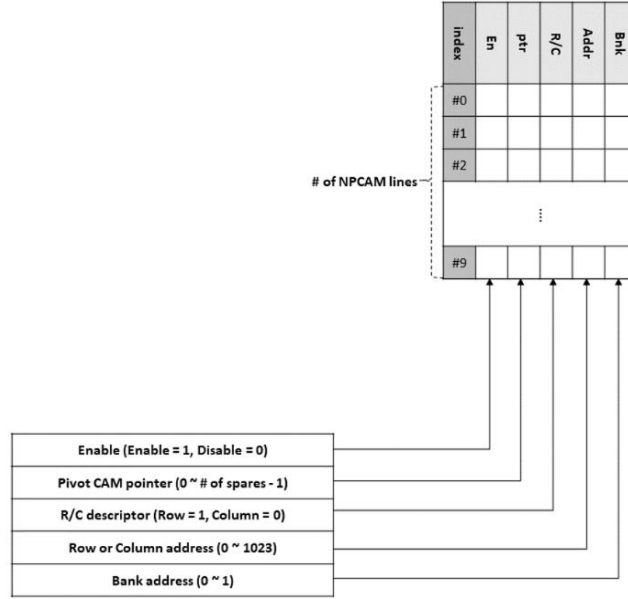 index En ptr R/C Addr Bnk
#0
#1
#2
# of NPCAM lines
...
#9
Enable (Enable = 1, Disable = 0)
Pivot CAM pointer (0 ~ # of spares - 1)
R/C descriptor (Row = 1, Column = 0)
Row or Column address (0 ~ 1023)
Bank address (0 ~ 1)